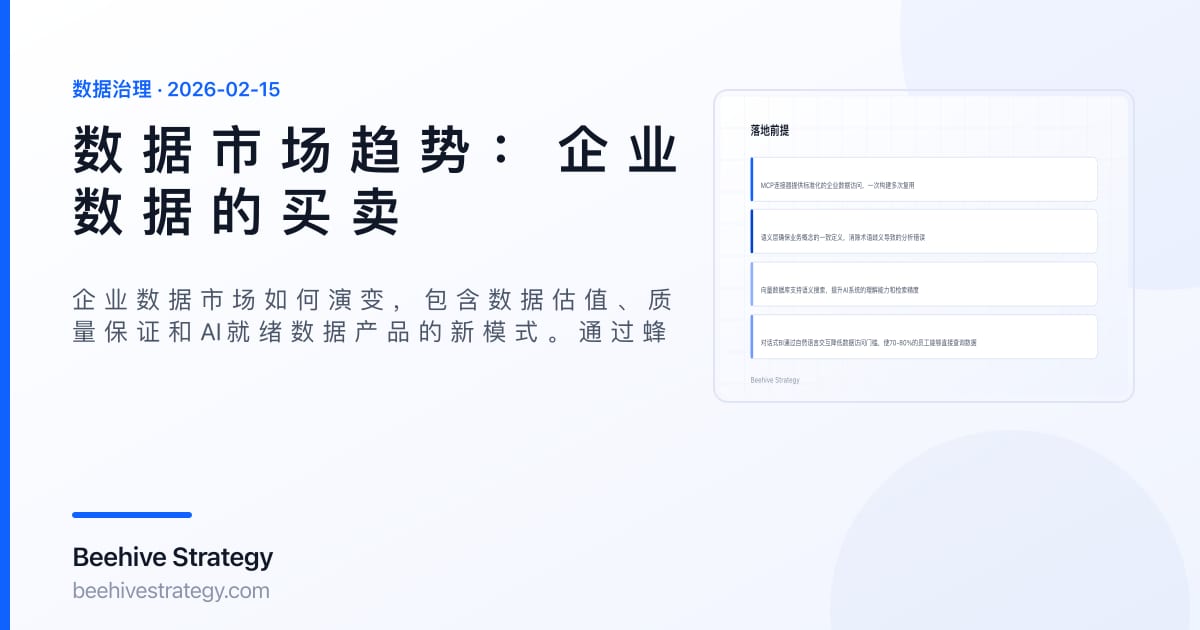 数据治理 · 2026-02-15
数据市场趋势：企业
数据的买卖
企业数据市场如何演变，包含数据估值、质
量保证和AI就绪数据产品的新模式。通过蜂
Beehive Strategy
beehivestrategy.com
落地前提
MCP连接器提供标准化的企业数据访问，一次构建多次复用
语义层确保业务概念的一致定义，消除术语歧义导致的分析错误
向量数据库支持语义搜索，提升AI系统的理解能力和检索精度
对话式BI通过自然语言交互降低数据访问门槛，使70-80%的员工能够直接查询数据
Beehive Strategy